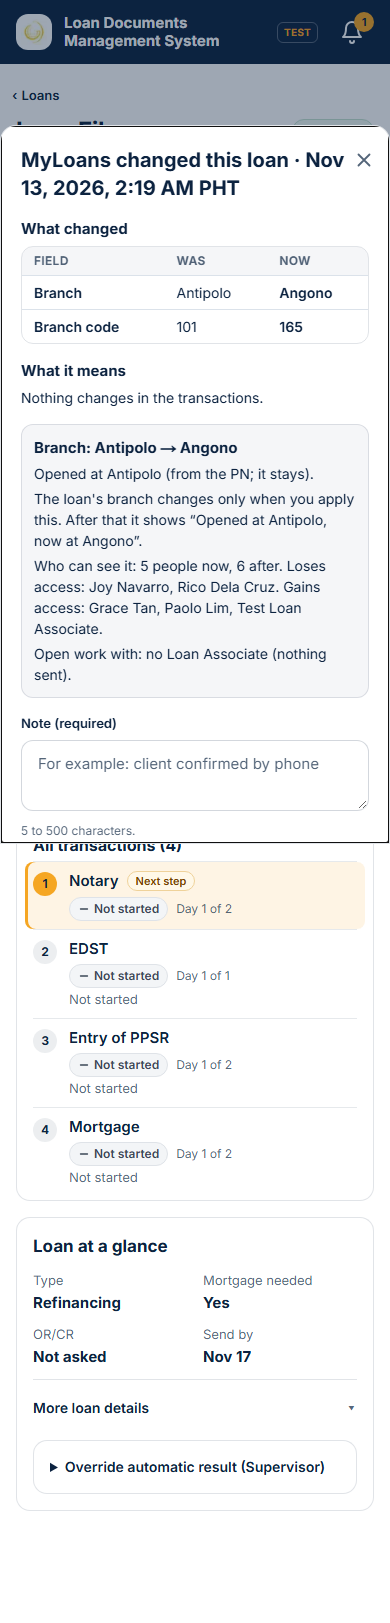 Loan Documents
Management System
TEST
1
‹ Loans
MyLoans changed this loan · Nov
13, 2026, 2:19 AM PHT
What changed
FIELD WAS NOW
Branch Antipolo Angono
Branch code 101 165
What it means
Nothing changes in the transactions.
Branch: Antipolo → Angono
Opened at Antipolo (from the PN; it stays).
The loan's branch changes only when you apply
this. After that it shows “Opened at Antipolo,
now at Angono”.
Who can see it: 5 people now, 6 after. Loses
access: Joy Navarro, Rico Dela Cruz. Gains
access: Grace Tan, Paolo Lim, Test Loan
Associate.
Open work with: no Loan Associate (nothing
sent).
Note (required)
For example: client confirmed by phone
5 to 500 characters.
All transactions (4)
1 Notary Next step
– Not started Day 1 of 2
2 EDST
– Not started Day 1 of 1
Not started
3 Entry of PPSR
– Not started Day 1 of 2
Not started
4 Mortgage
– Not started Day 1 of 2
Not started
Loan at a glance
Type Mortgage needed
Refinancing Yes
OR/CR Send by
Not asked Nov 17
More loan details
Override automatic result (Supervisor)